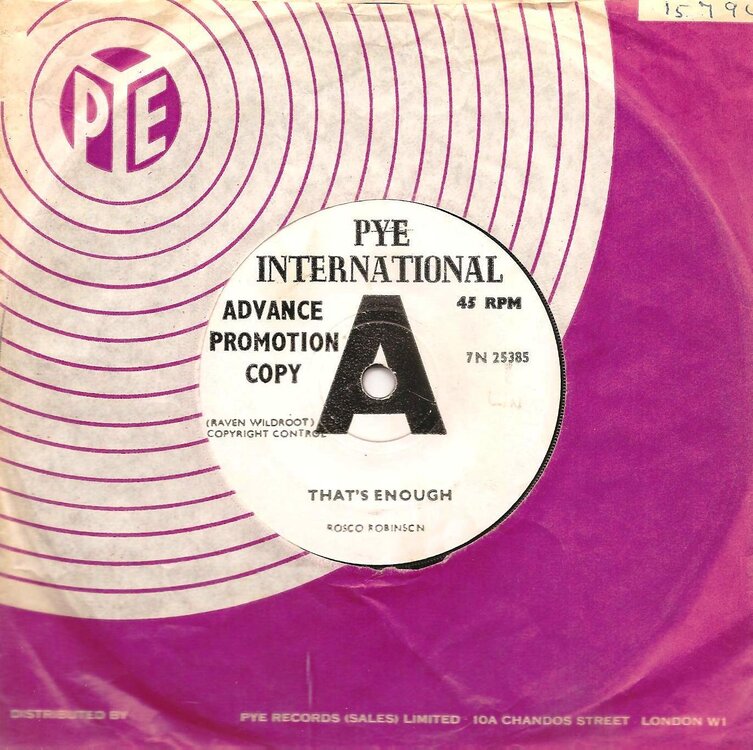 15.7.90
PYE
PYE
INTERNATIONAL
ADVANCE
PROMOTION
COPY
A
45 RPM
7N 25385
(RAVEN WILDROOT)
COPYRIGHT CONTROL
THAT'S ENOUGH
ROSCO ROBINSON
DISTRIBUTED BY PYE RECORDS (SALES) LIMITED · 10A CHANDOS STREET LONDON W1